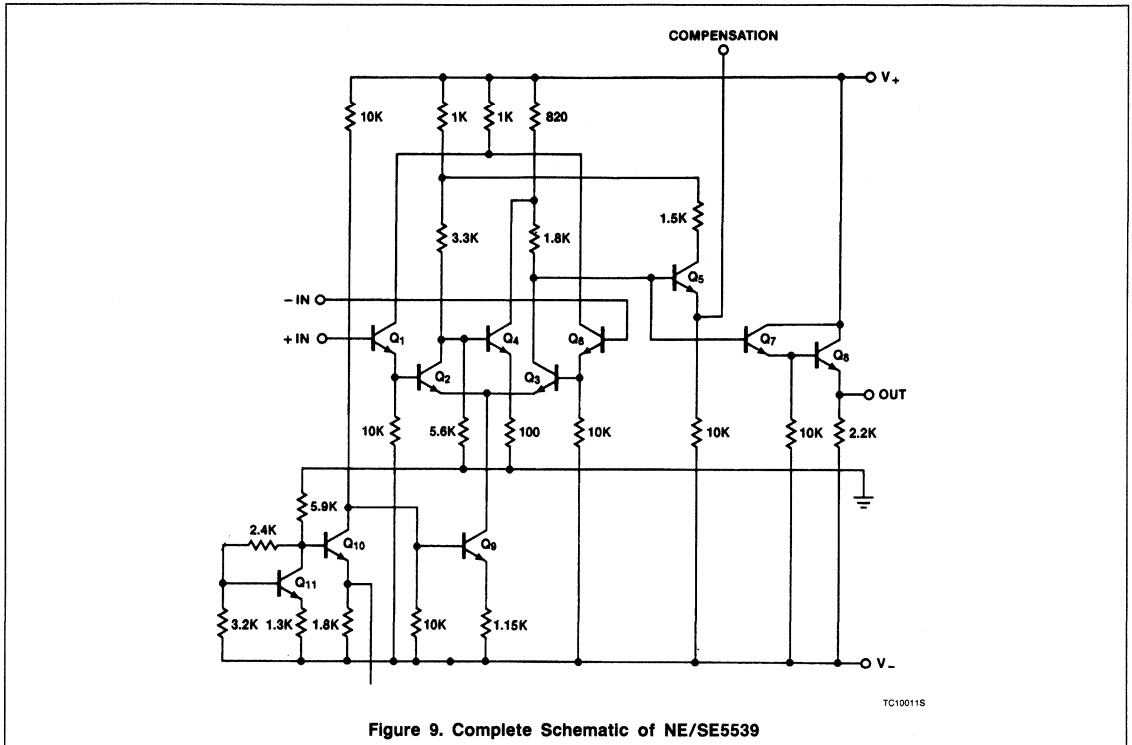 COMPENSATION
V+
10K
1K
1K
820
1.5K
3.3K
1.8K
Q5
– IN
+ IN
Q1
Q4
Q6
Q7
Q8
Q2
Q3
OUT
10K
5.6K
100
10K
10K
10K
2.2K
5.9K
2.4K
Q10
Q9
Q11
3.2K
1.3K
1.8K
10K
1.15K
V–
TC10011S
Figure 9. Complete Schematic of NE/SE5539